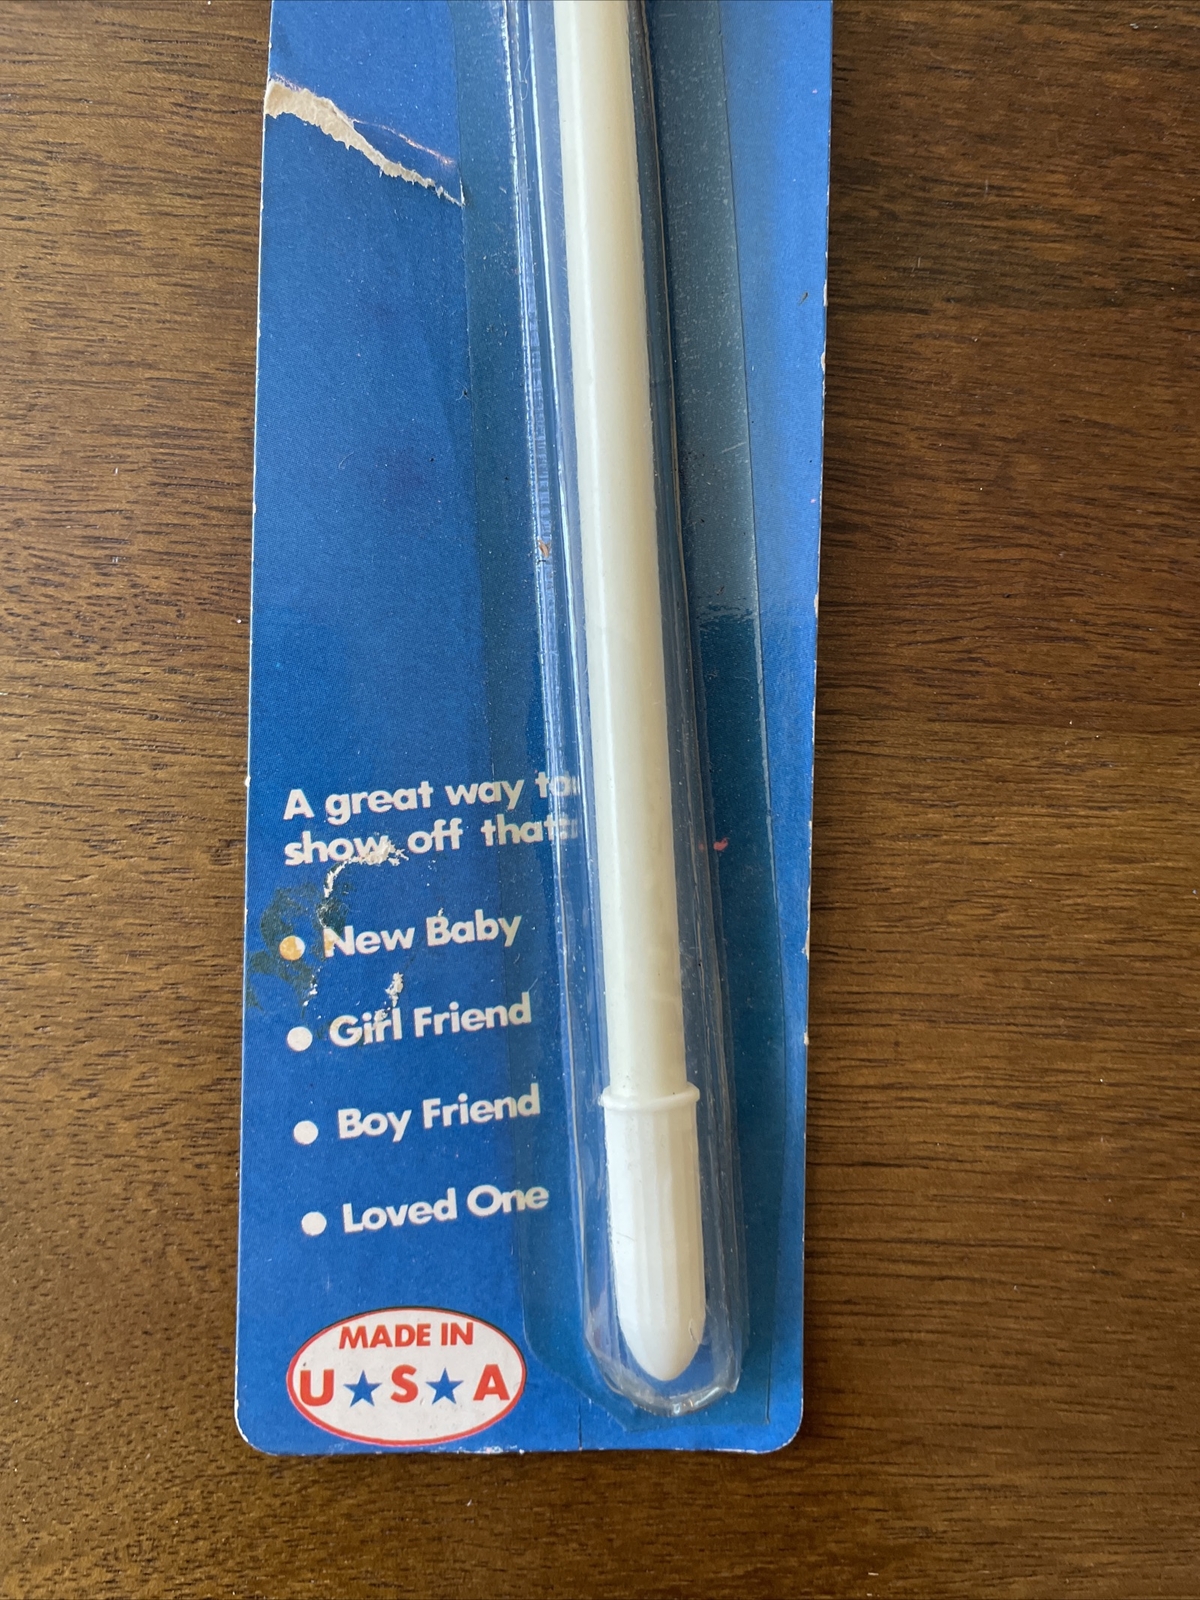 A great way to
show off that
• New Baby
• Girl Friend
• Boy Friend
• Loved One
MADE IN
U★S★A